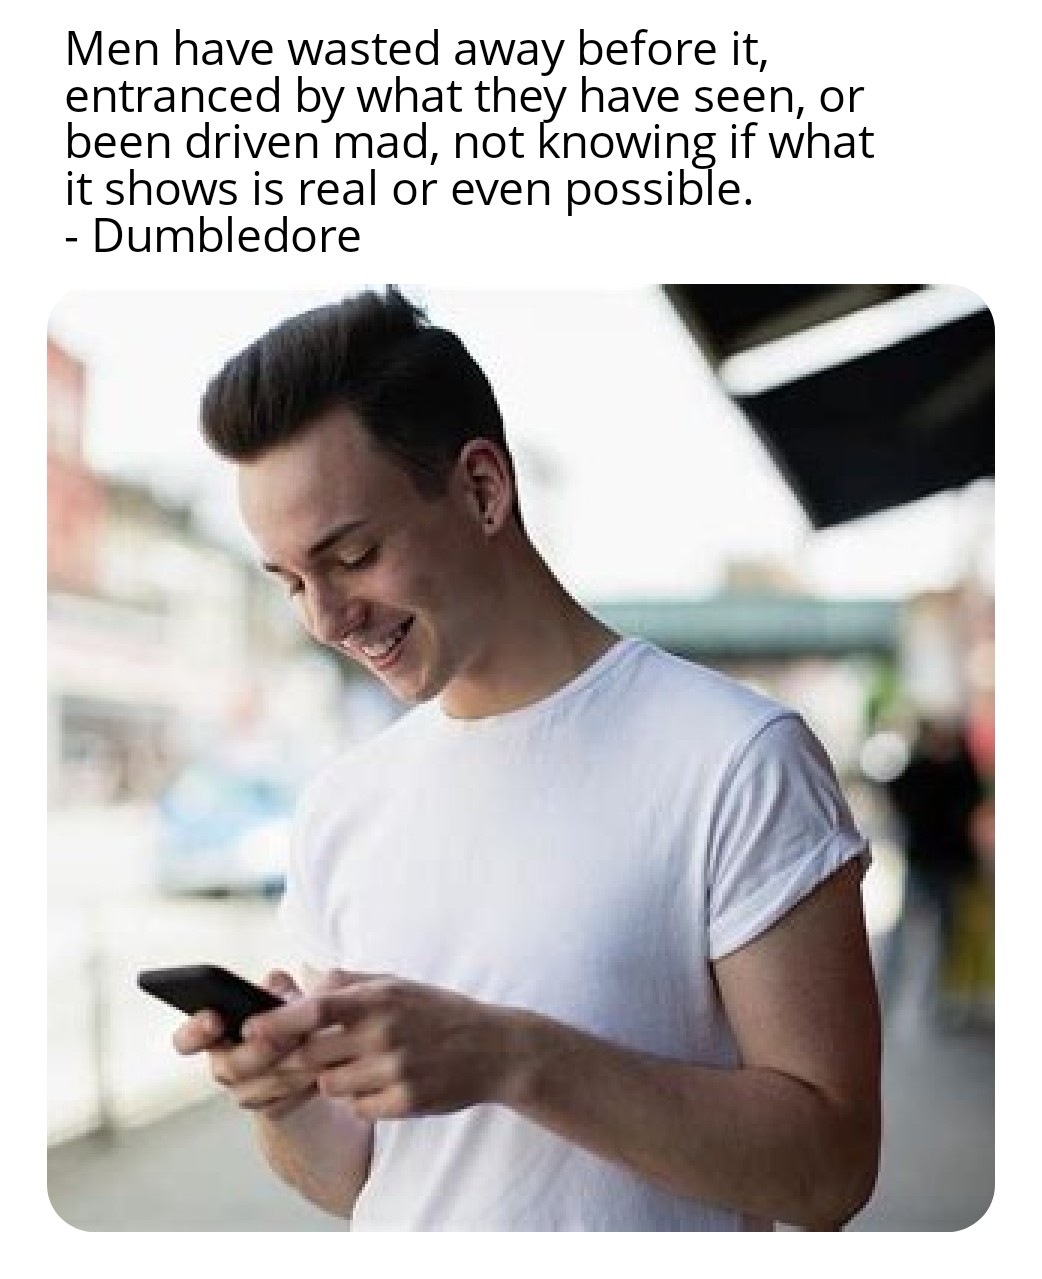 Men have wasted away before it,
entranced by what they have seen, or
been driven mad, not knowing if what
it shows is real or even possible.
- Dumbledore